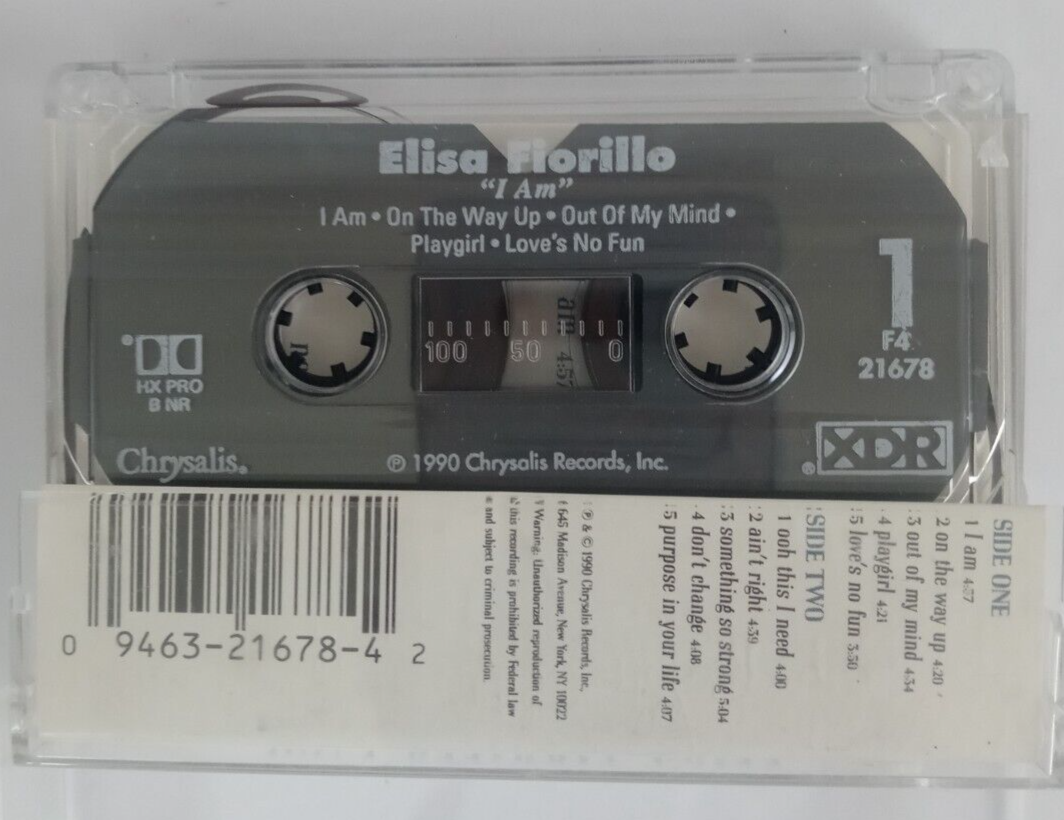 Elisa Fiorillo
“I Am”
I Am • On The Way Up • Out Of My Mind •
Playgirl • Love's No Fun
1
F4
21678
HX PRO
B NR
100 50 0
am 4:57
Chrysalis®
℗ 1990 Chrysalis Records, Inc.
® XDR
SIDE ONE
1 I am 4:57
2 on the way up 4:20
3 out of my mind 4:34
4 playgirl 4:21
5 love's no fun 3:50
SIDE TWO
1 ooh this I need 4:00
2 ain't right 4:39
3 something so strong 5:04
4 don't change 4:08
5 purpose in your life 4:07
℗ & © 1990 Chrysalis Records, Inc.,
645 Madison Avenue, New York, NY 10022
Warning: Unauthorized reproduction of
this recording is prohibited by Federal law
and subject to criminal prosecution.
0 9463-21678-4 2